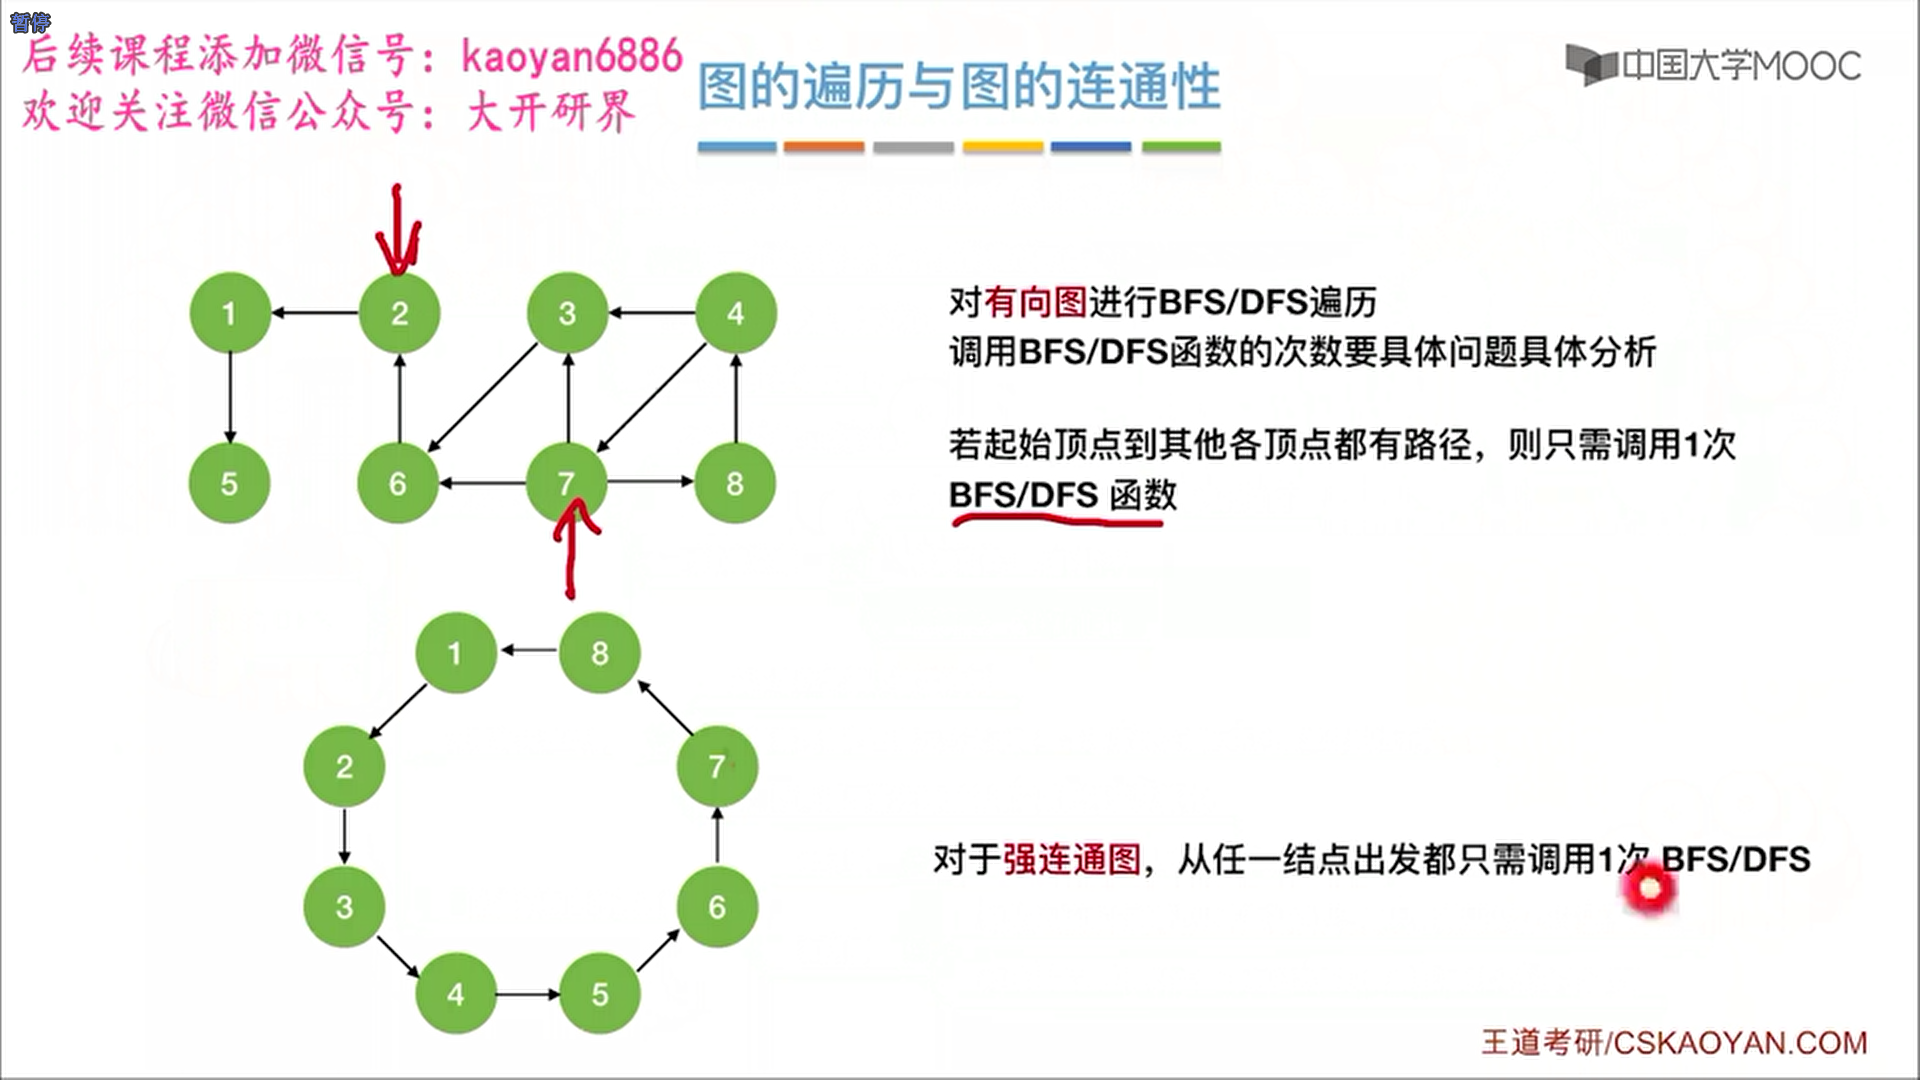 暂停
后续课程添加微信号：kaoyan6886
欢迎关注微信公众号：大开研界
图的遍历与图的连通性
中国大学MOOC
1
2
3
4
5
6
7
8
对有向图进行BFS/DFS遍历
调用BFS/DFS函数的次数要具体问题具体分析
若起始顶点到其他各顶点都有路径，则只需调用1次
BFS/DFS 函数
1
8
2
7
3
6
4
5
对于强连通图，从任一结点出发都只需调用1次 BFS/DFS
王道考研/CSKAOYAN.COM